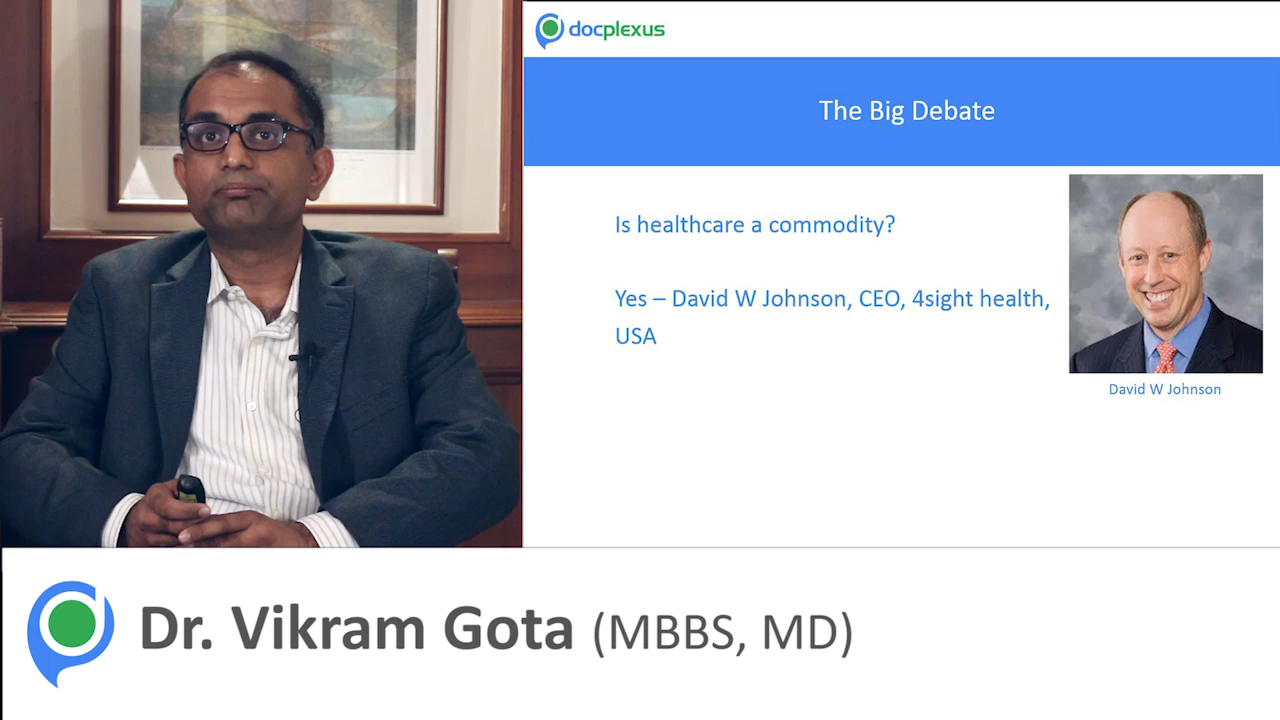 docplexus
The Big Debate
Is healthcare a commodity?
Yes – David W Johnson, CEO, 4sight health,
USA
David W Johnson
Dr. Vikram Gota (MBBS, MD)